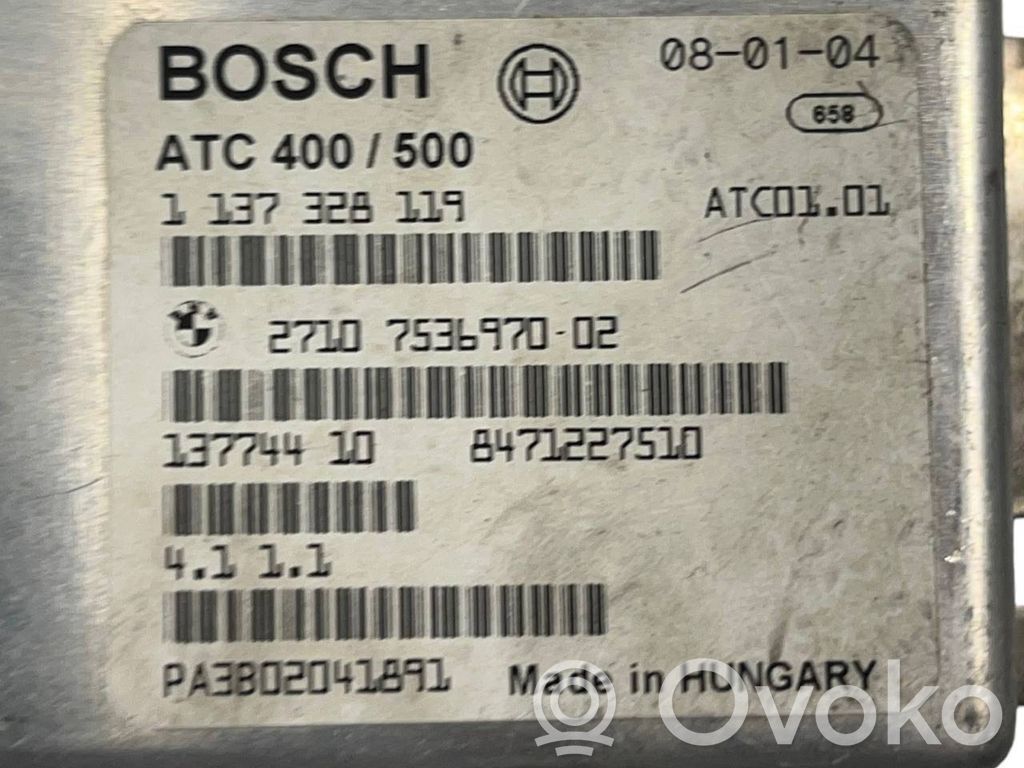 BOSCH 08-01-04
658
ATC 400 / 500
1 137 328 119 ATC01.01
2710 7536970-02
137744 10 8471227510
4.1 1.1
PA3802041891 Made in HUNGARY
Ovoko